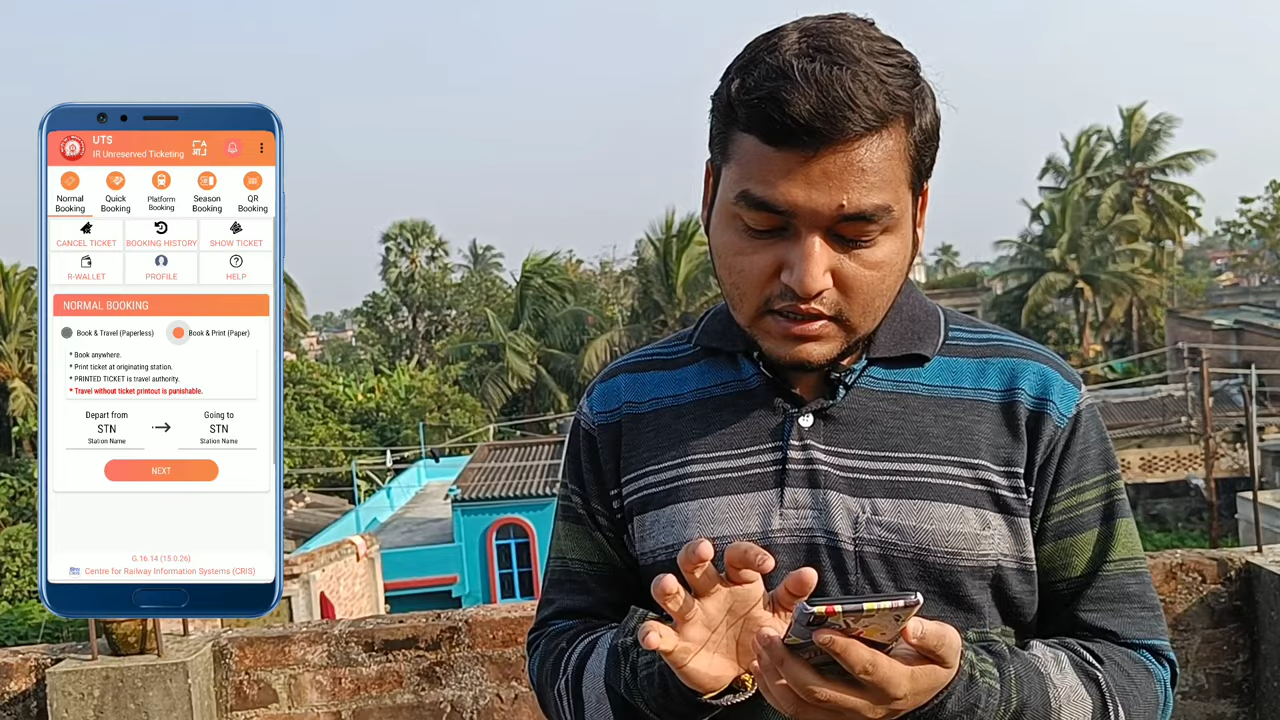 UTS
IR Unreserved Ticketing
Normal Booking
Quick Booking
Platform Booking
Season Booking
QR Booking
CANCEL TICKET
BOOKING HISTORY
SHOW TICKET
R-WALLET
PROFILE
HELP
NORMAL BOOKING
Book & Travel (Paperless)
Book & Print (Paper)
* Book anywhere.
* Print ticket at originating station.
* PRINTED TICKET is travel authority.
* Travel without ticket printout is punishable.
Depart from
STN
Station Name
Going to
STN
Station Name
NEXT
G.16.14 (15.0.26)
Centre for Railway Information Systems (CRIS)